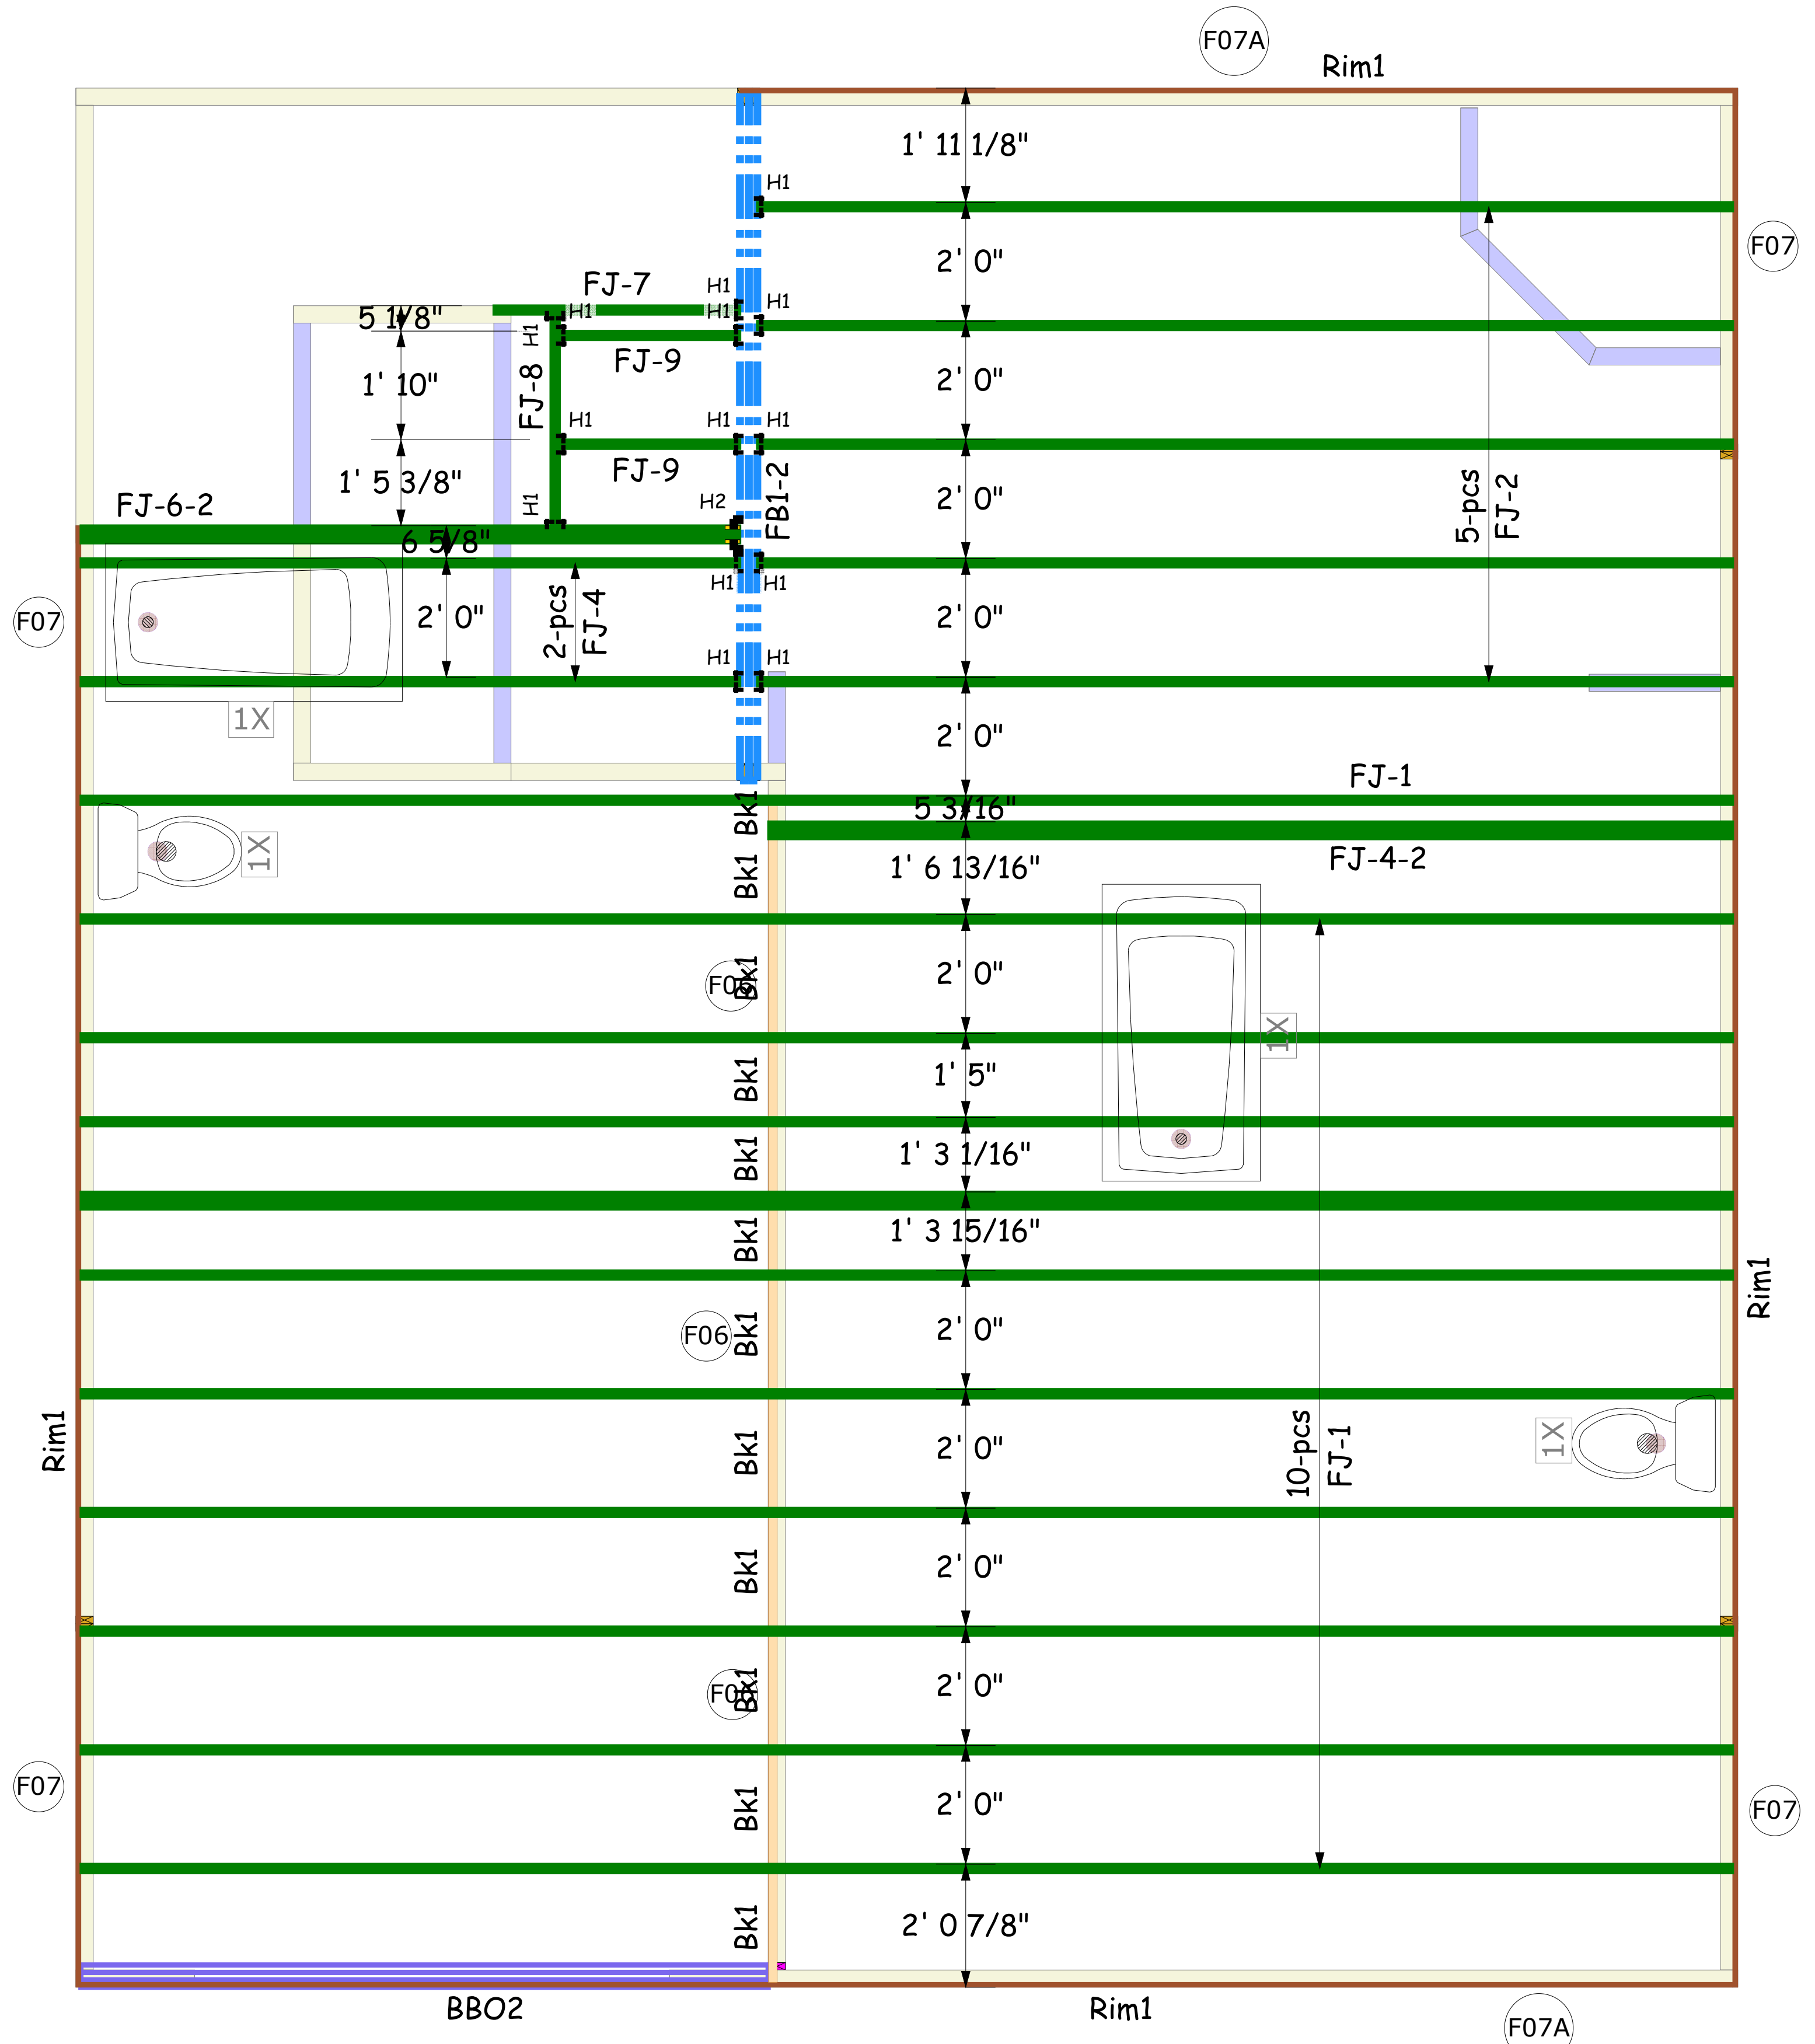 F07A
Rim1
1' 11 1/8"
H1
F07
2' 0"
FJ-7
H1
H1
H1
H1
5 1/8"
H1
FJ-9
1' 10"
FJ-8
2' 0"
H1
H1
H1
FJ-9
1' 5 3/8"
FB1-2
2' 0"
5-pcs
FJ-2
FJ-6-2
H1
H2
6 5/8"
H1
H1
F07
2' 0"
2-pcs
FJ-4
2' 0"
H1
H1
1X
2' 0"
FJ-1
Bk1
5 3/16"
1X
Bk1
1' 6 13/16"
FJ-4-2
F06
Bk1
2' 0"
1X
Bk1
1' 5"
Bk1
1' 3 1/16"
Bk1
1' 3 15/16"
Rim1
F06
Bk1
2' 0"
Rim1
Bk1
2' 0"
10-pcs
FJ-1
1X
Bk1
2' 0"
F06
Bk1
2' 0"
F07
Bk1
2' 0"
F07
Bk1
2' 0 7/8"
BBO2
Rim1
F07A